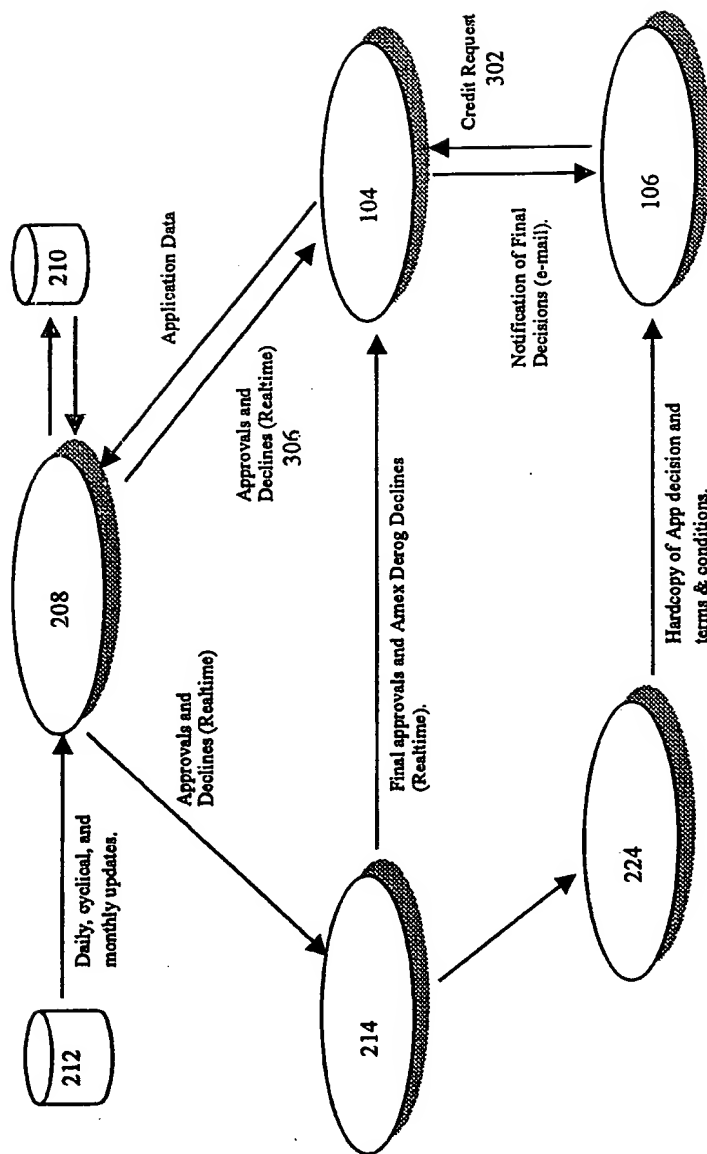 212
Daily, cyclical, and
monthly updates.
208
210
Approvals and
Declines (Realtime)
Approvals and
Declines (Realtime)
306
Application Data
214
Final approvals and Amex Derog Declines
(Realtime).
104
Notification of Final
Decisions (e-mail).
Credit Request
302
224
Hardcopy of App decision and
terms & conditions.
106